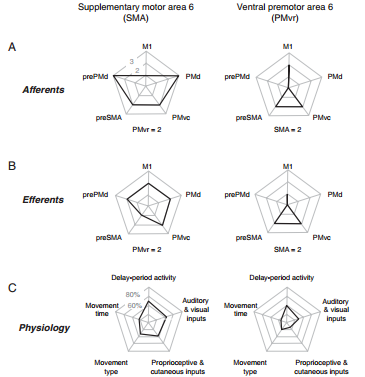 Supplementary motor area 6
(SMA)
Ventral premotor area 6
(PMvr)
A
Afferents
M1
3
2
prePMd
PMd
preSMA
PMvc
PMvr = 2
M1
prePMd
PMd
preSMA
PMvc
SMA = 2
B
Efferents
M1
prePMd
PMd
preSMA
PMvc
PMvr = 2
M1
prePMd
PMd
preSMA
PMvc
SMA = 2
C
Physiology
Delay-period activity
80%
60%
Movement
time
Auditory
& visual
inputs
Movement
type
Proprioceptive &
cutaneous inputs
Delay-period activity
Movement
time
Auditory
& visual
inputs
Movement
type
Proprioceptive &
cutaneous inputs